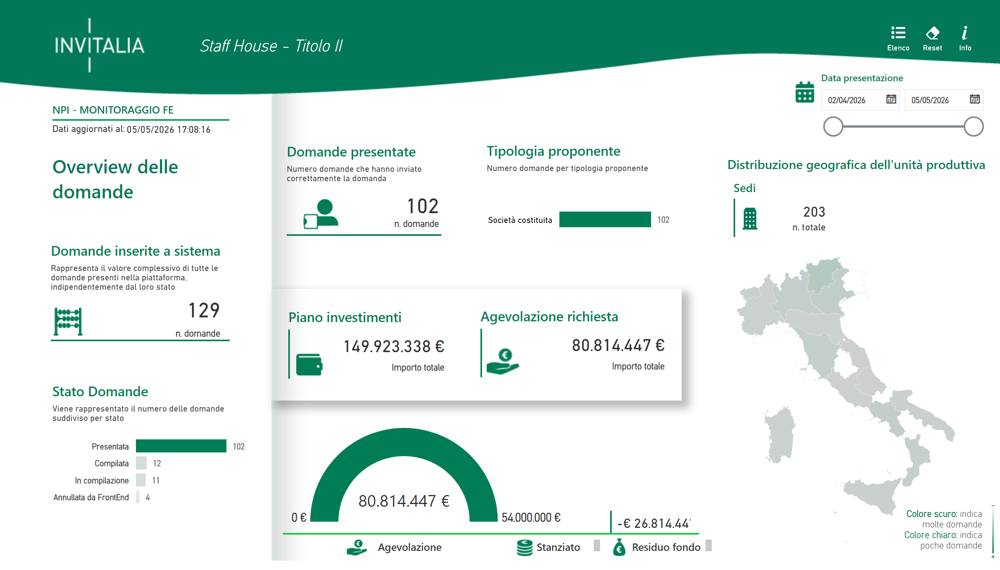 INVITALIA
Staff House - Titolo II
Elenco
Reset
Info
Data presentazione
02/04/2026
05/05/2026
NPI - MONITORAGGIO FE
Dati aggiornati al: 05/05/2026 17:08:16
Overview delle
domande
Domande inserite a sistema
Rappresenta il valore complessivo di tutte le
domande presenti nella piattaforma,
indipendentemente dal loro stato
129
n. domande
Stato Domande
Viene rappresentato il numero delle domande
suddiviso per stato
Presentata 102
Compilata 12
In compilazione 11
Annullata da FrontEnd 4
Domande presentate
Numero domande che hanno inviato
correttamente la domanda
102
n. domande
Tipologia proponente
Numero domande per tipologia proponente
Società costituita 102
Piano investimenti
149.923.338 €
Importo totale
Agevolazione richiesta
80.814.447 €
Importo totale
80.814.447 €
0 €
54.000.000 €
-€ 26.814.44
Agevolazione
Stanziato
Residuo fondo
Distribuzione geografica dell'unità produttiva
Sedi
203
n. totale
Colore scuro: indica
molte domande
Colore chiaro: indica
poche domande
-
+